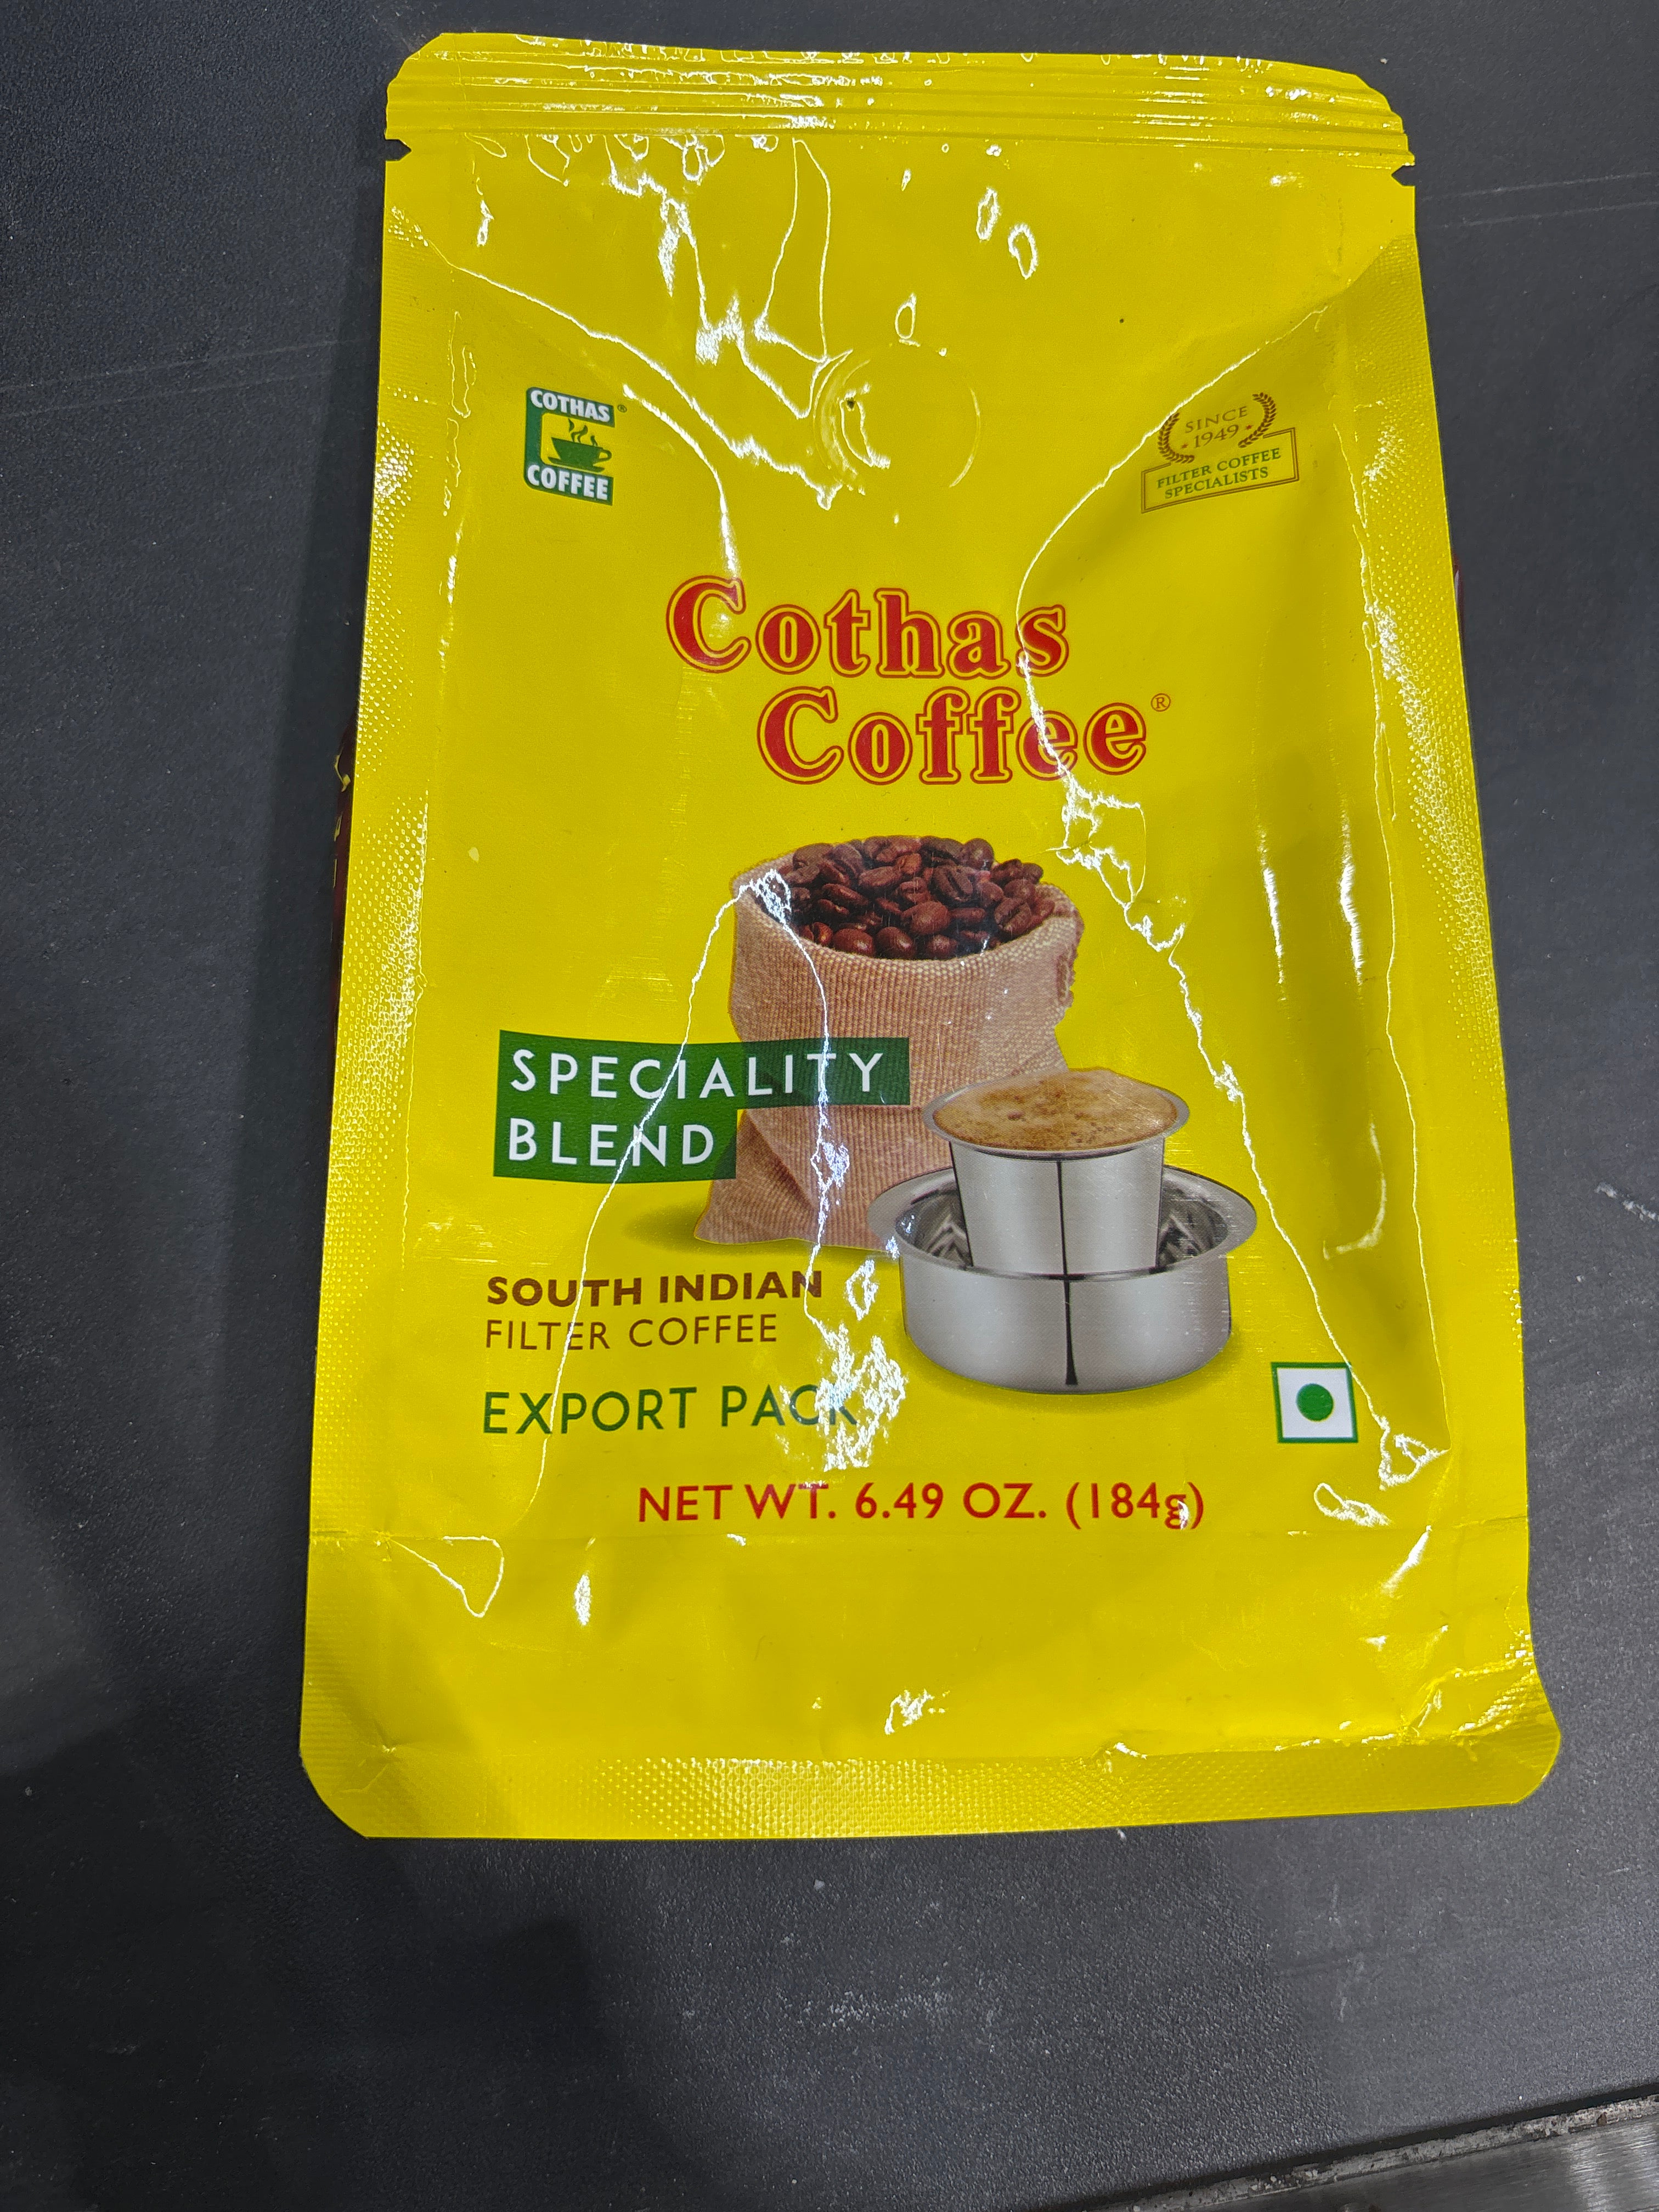 COTHAS ®
COFFEE
SINCE
1949
FILTER COFFEE
SPECIALISTS
Cothas
Coffee®
SPECIALITY
BLEND
SOUTH INDIAN
FILTER COFFEE
EXPORT PACK
NET WT. 6.49 OZ. (184g)